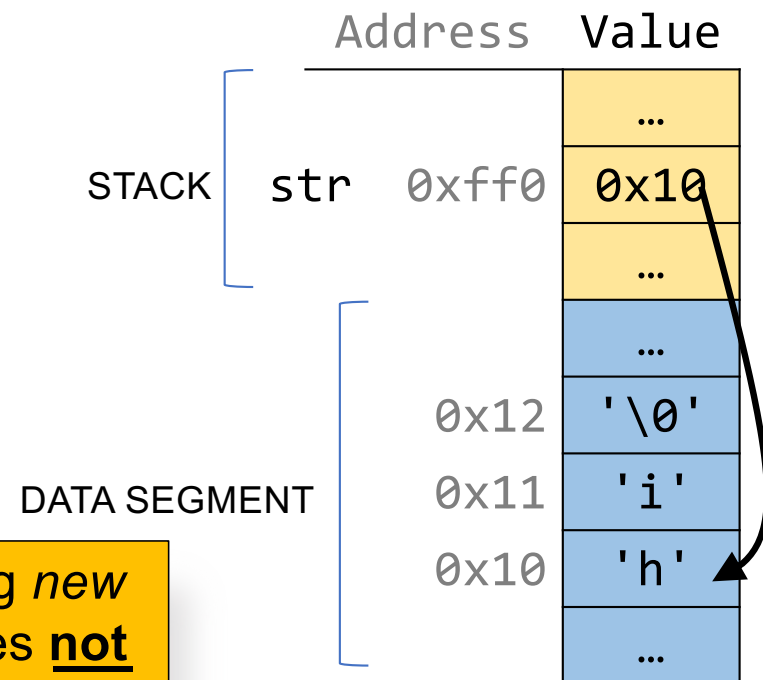 Address Value
…
STACK str 0xff0 0x10
…
…
0x12 '\0'
DATA SEGMENT 0x11 'i'
0x10 'h'
…
new
not